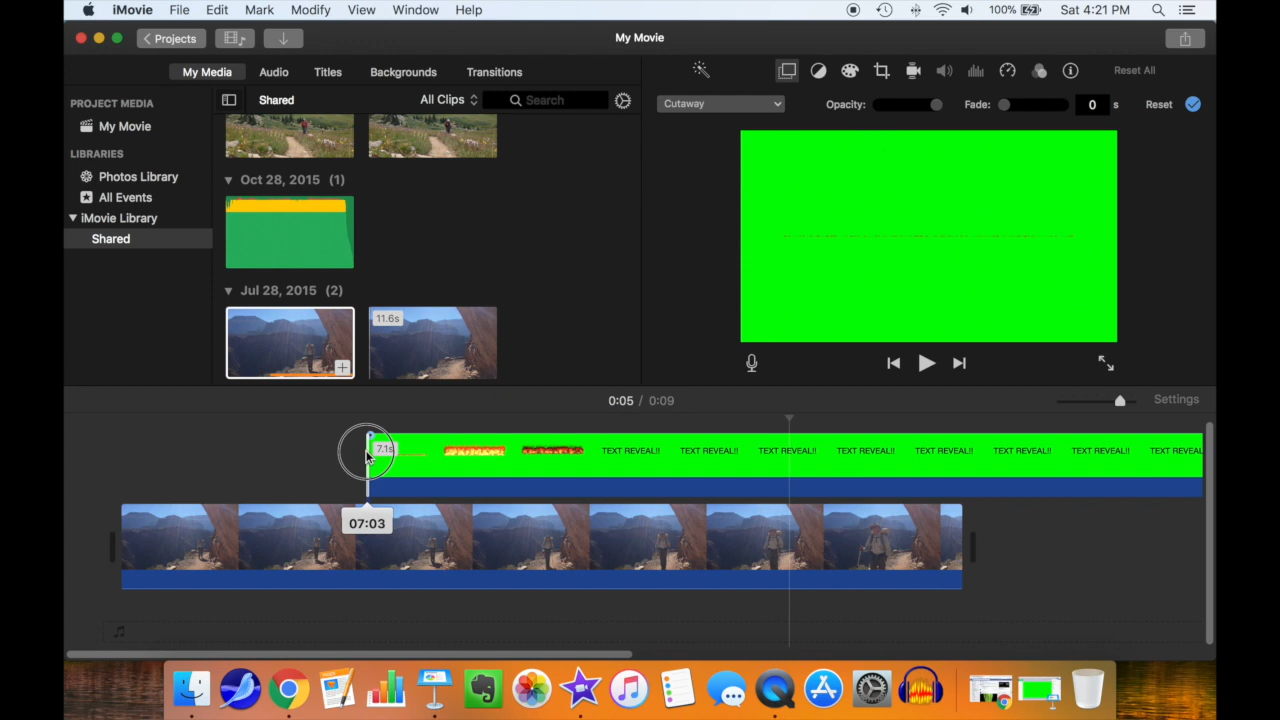 iMovie File Edit Mark Modify View Window Help 100% Sat 4:21 PM
Projects My Movie
My Media Audio Titles Backgrounds Transitions Reset All
PROJECT MEDIA Shared All Clips Search Cutaway Opacity: Fade: 0 s Reset
My Movie
LIBRARIES
Photos Library Oct 28, 2015 (1)
All Events
iMovie Library
Shared
Jul 28, 2015 (2)
11.6s
0:05 / 0:09 Settings
7.1s TEXT REVEAL!! TEXT REVEAL!! TEXT REVEAL!! TEXT REVEAL!! TEXT REVEAL!! TEXT REVEAL!! TEXT REVEAL!! TEXT REVEAL
07:03